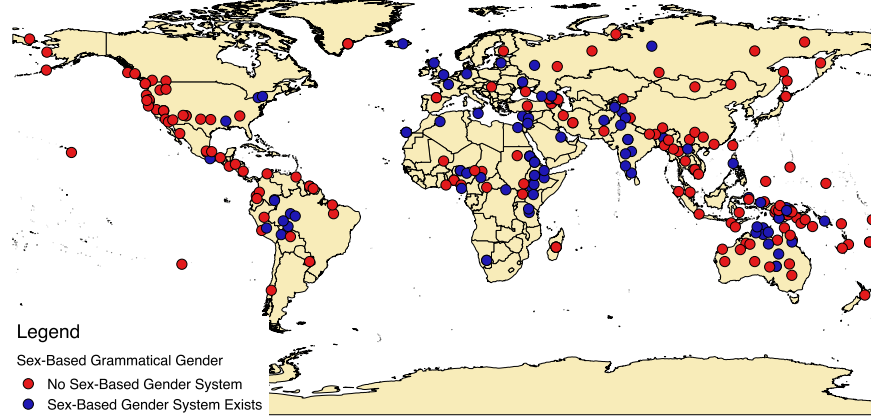 Legend
Sex-Based Grammatical Gender
No Sex-Based Gender System
Sex-Based Gender System Exists